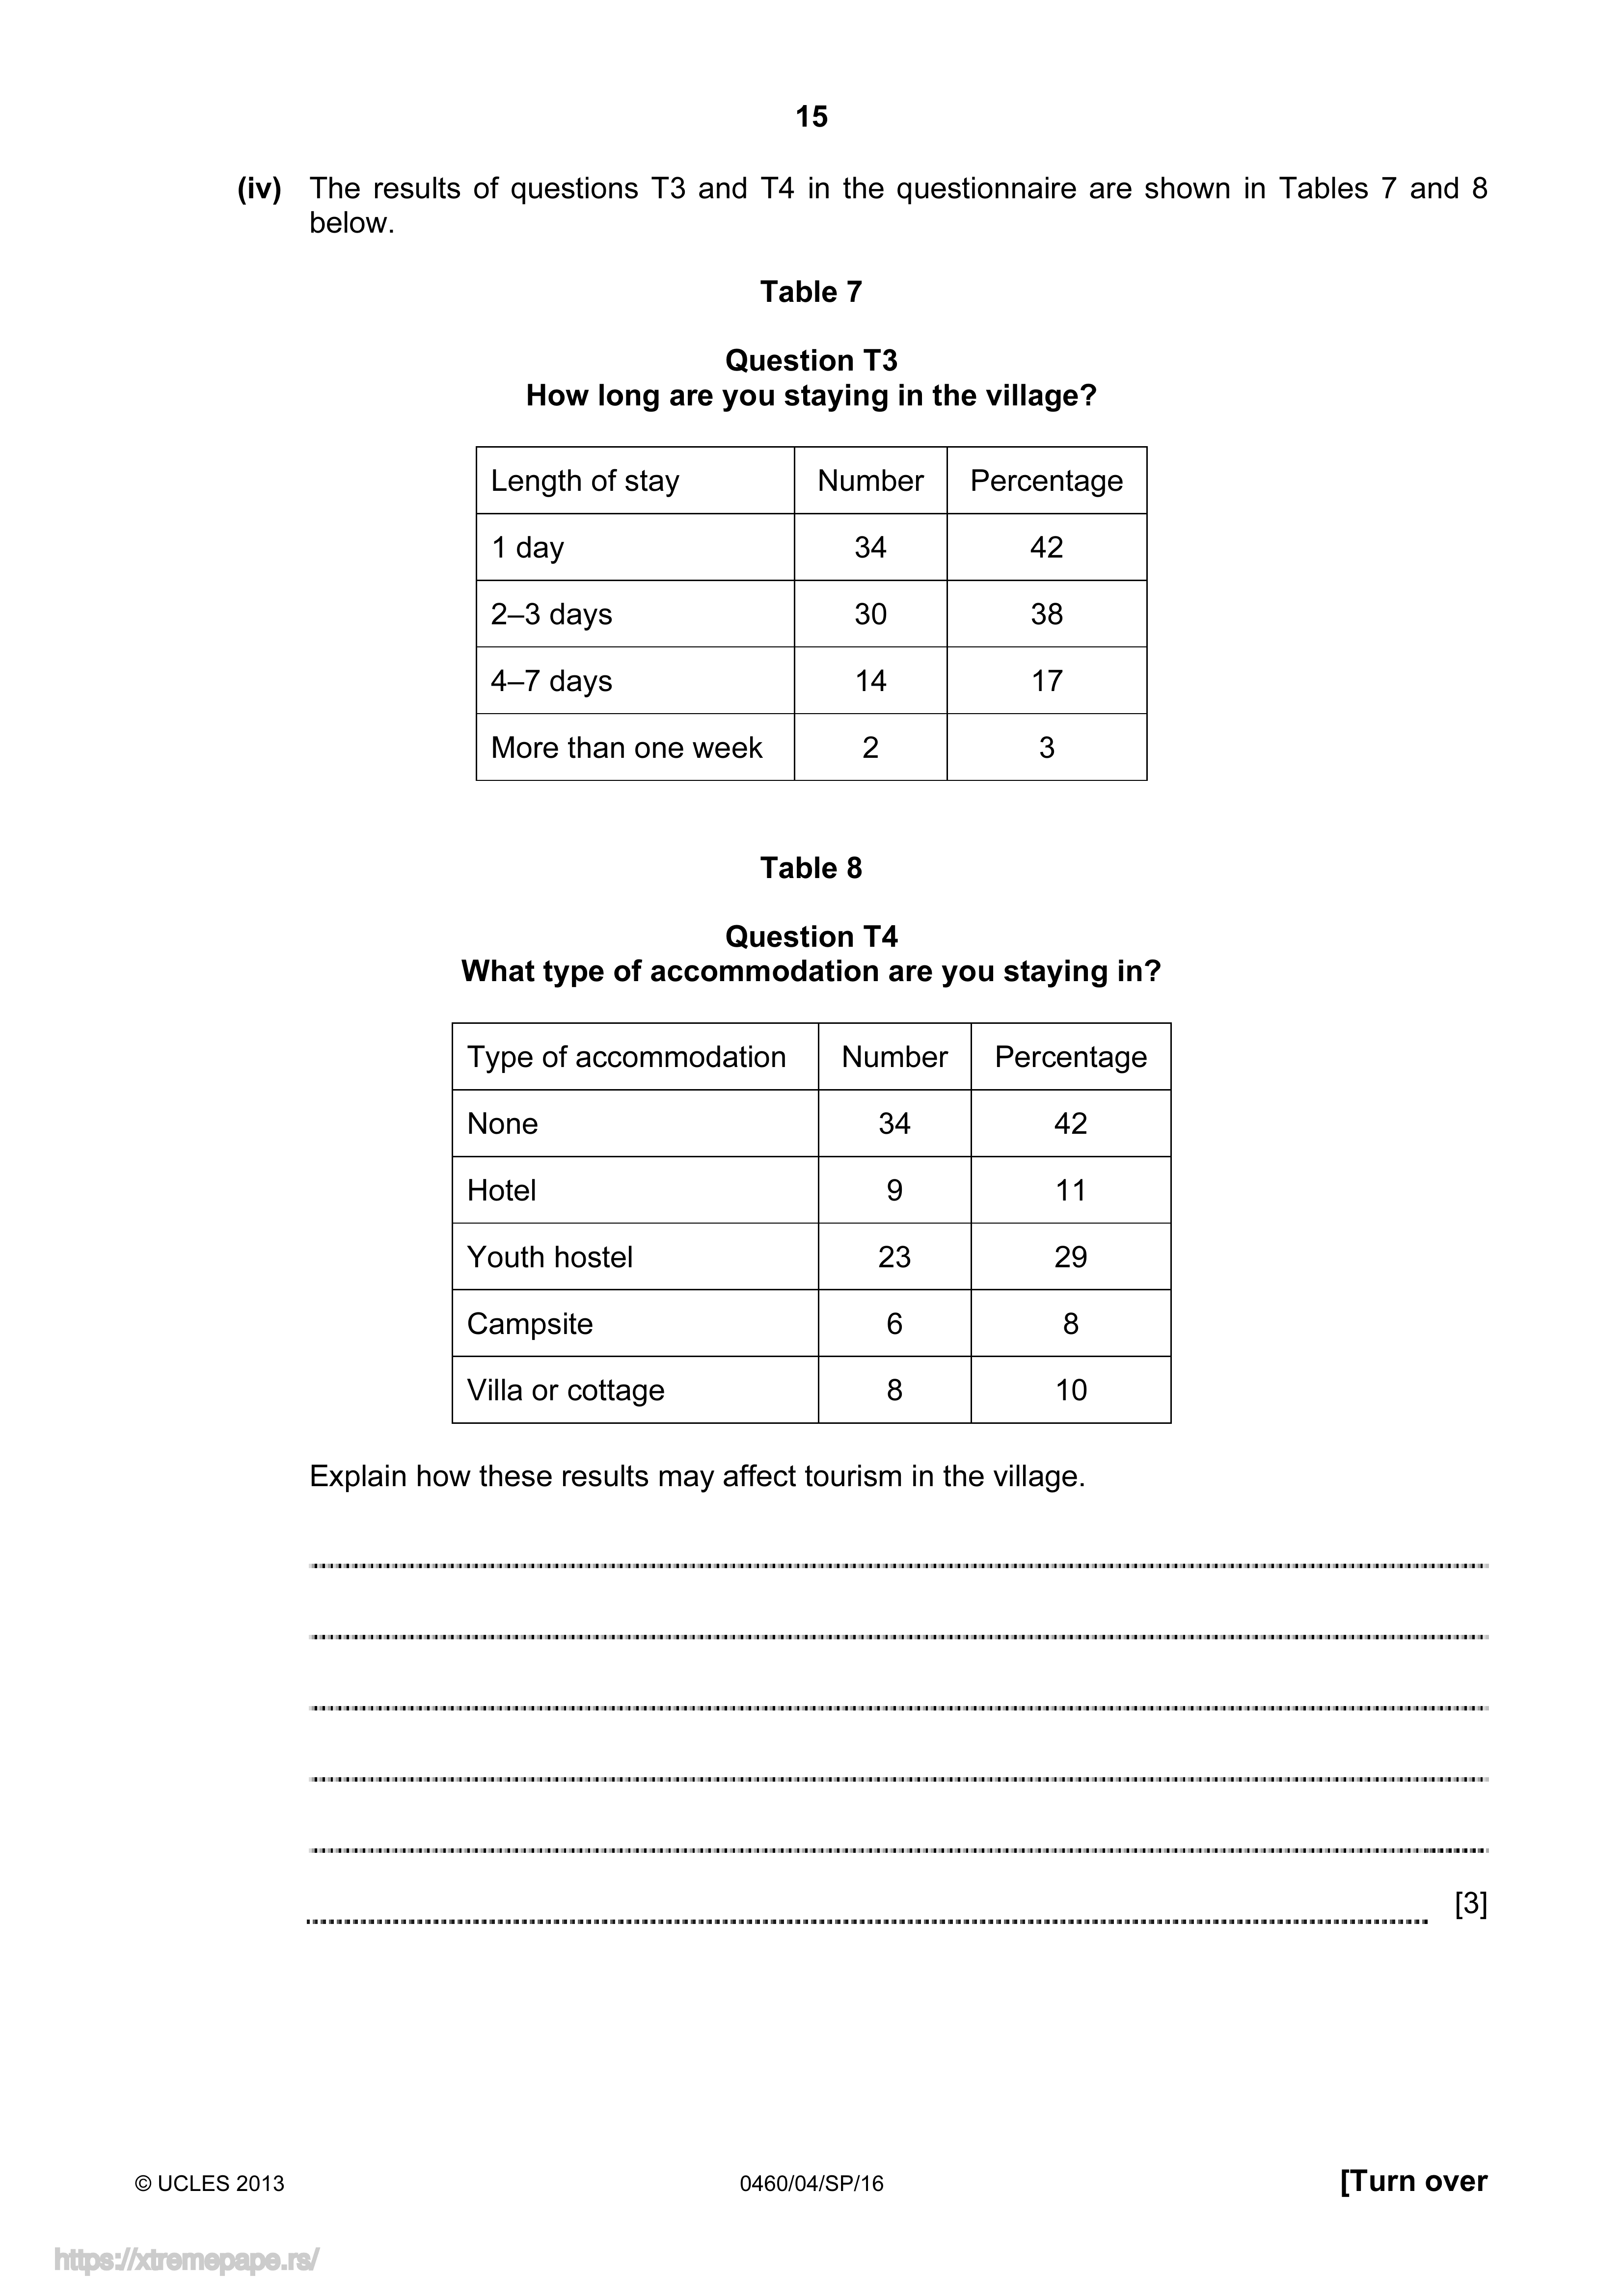 15
(iv) The results of questions T3 and T4 in the questionnaire are shown in Tables 7 and 8
below.
Table 7
Question T3
How long are you staying in the village?
Length of stay Number Percentage
1 day 34 42
2–3 days 30 38
4–7 days 14 17
More than one week 2 3
Table 8
Question T4
What type of accommodation are you staying in?
Type of accommodation Number Percentage
None 34 42
Hotel 9 11
Youth hostel 23 29
Campsite 6 8
Villa or cottage 8 10
Explain how these results may affect tourism in the village.
[3]
© UCLES 2013 0460/04/SP/16 [Turn over
https://xtremepape.rs/